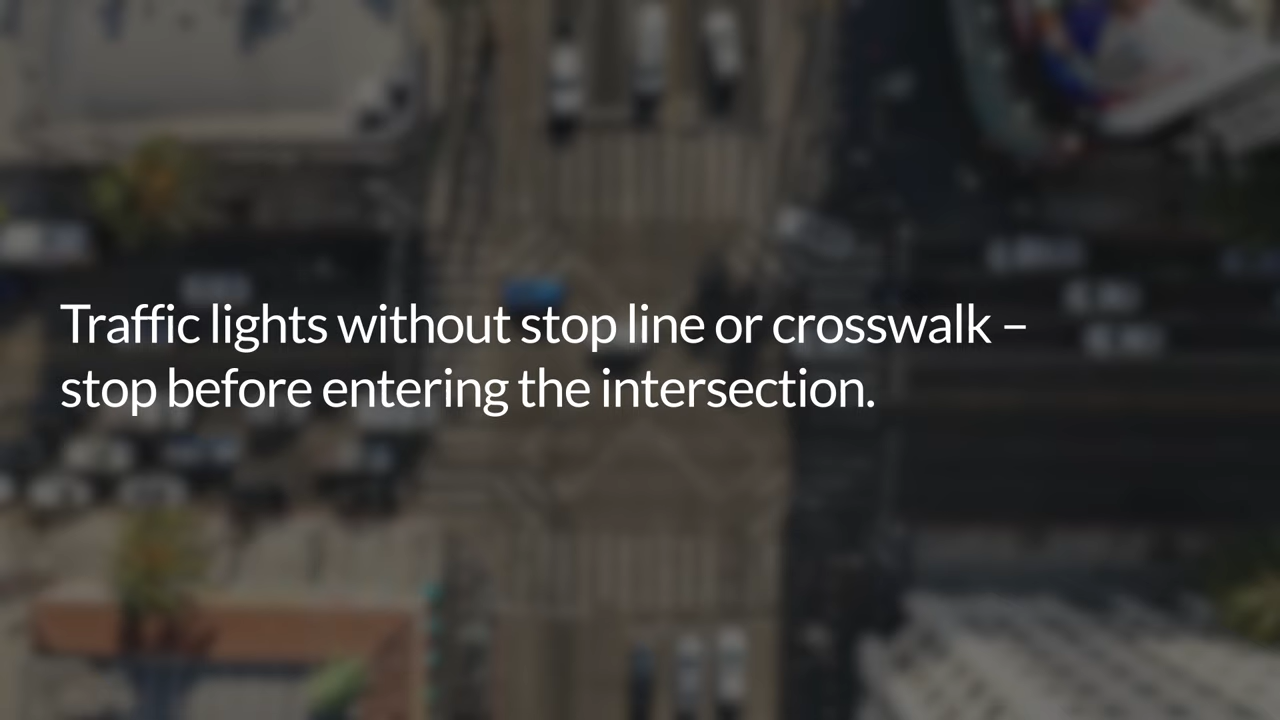 Traffic lights without stop line or crosswalk –
stop before entering the intersection.